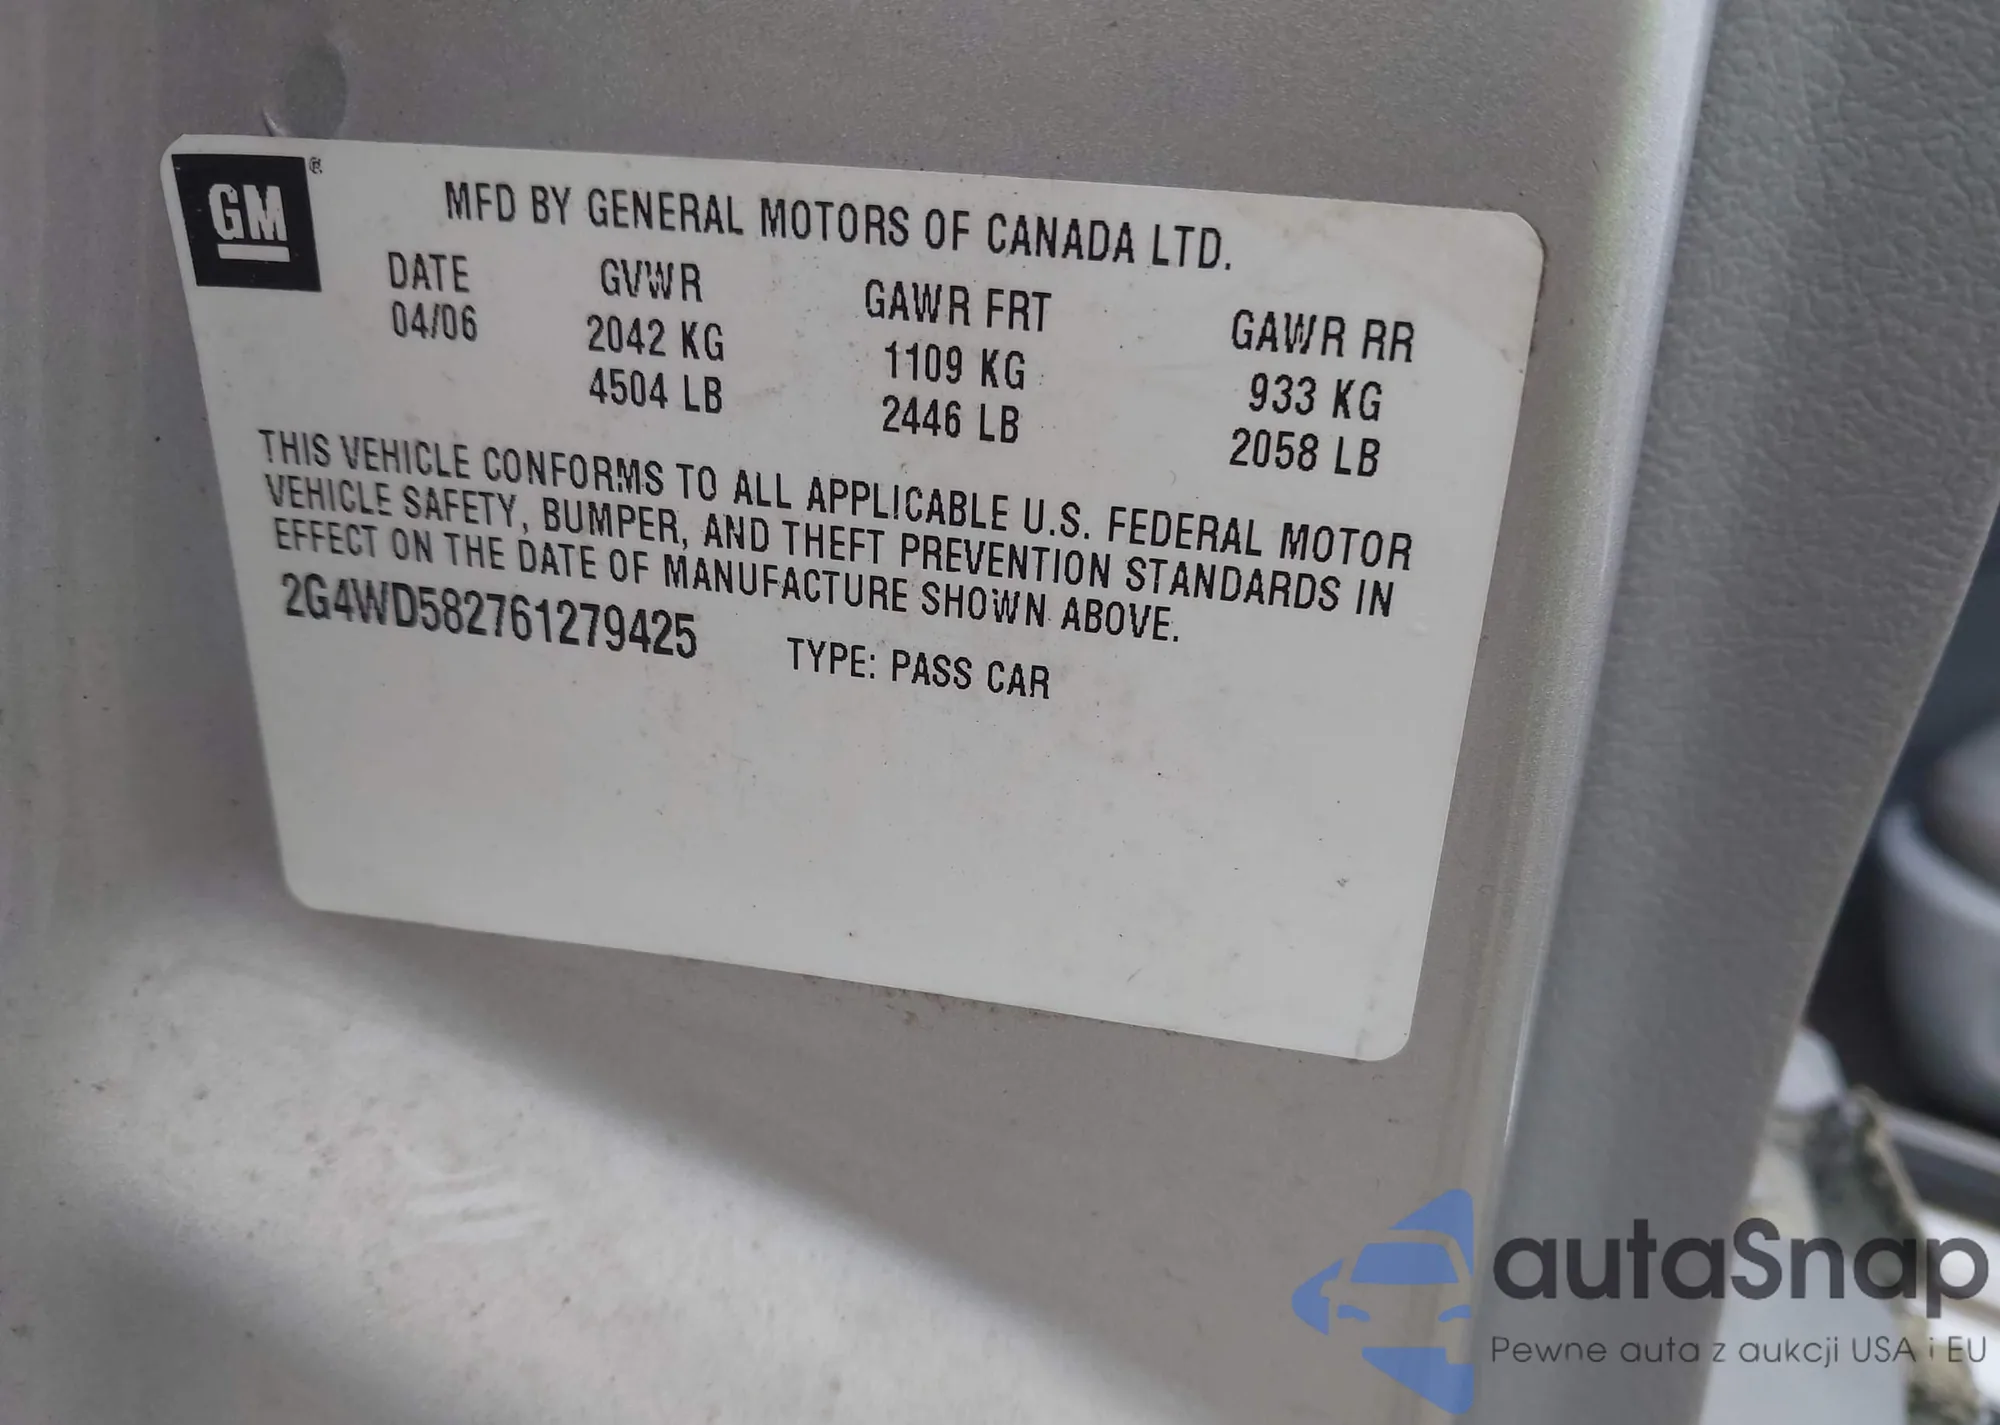 GM ®
MFD BY GENERAL MOTORS OF CANADA LTD.
DATE GVWR GAWR FRT GAWR RR
04/06 2042 KG 1109 KG 933 KG
4504 LB 2446 LB 2058 LB
THIS VEHICLE CONFORMS TO ALL APPLICABLE U.S. FEDERAL MOTOR
VEHICLE SAFETY, BUMPER, AND THEFT PREVENTION STANDARDS IN
EFFECT ON THE DATE OF MANUFACTURE SHOWN ABOVE.
2G4WD582761279425 TYPE: PASS CAR
autaSnap
Pewne auta z aukcji USA i EU